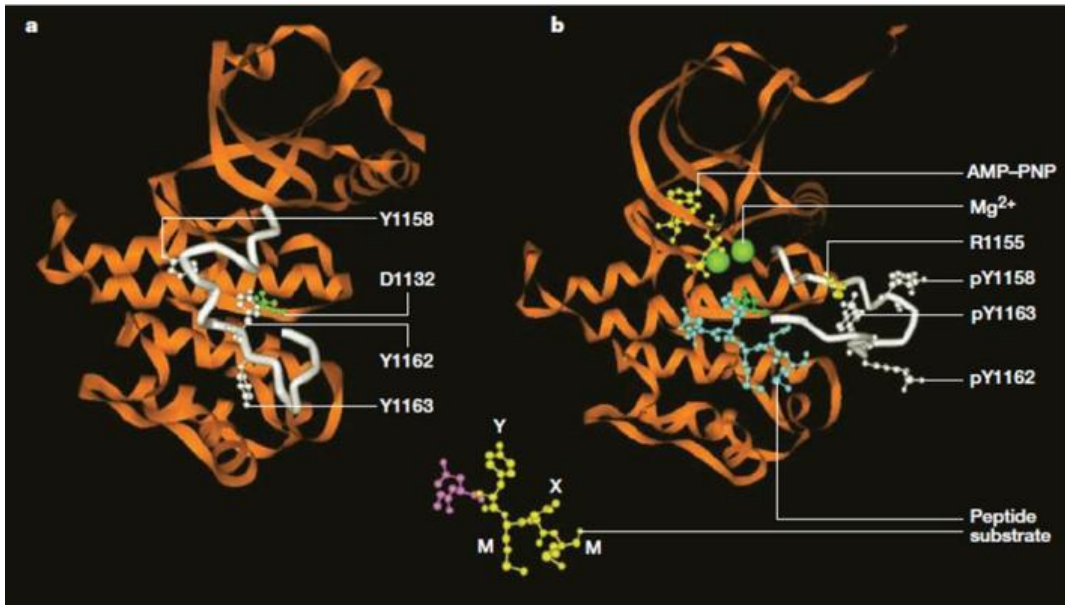 a
b
Y1158
D1132
Y1162
Y1163
AMP–PNP
Mg2+
R1155
pY1158
pY1163
pY1162
Peptide
substrate
Y
X
M
M